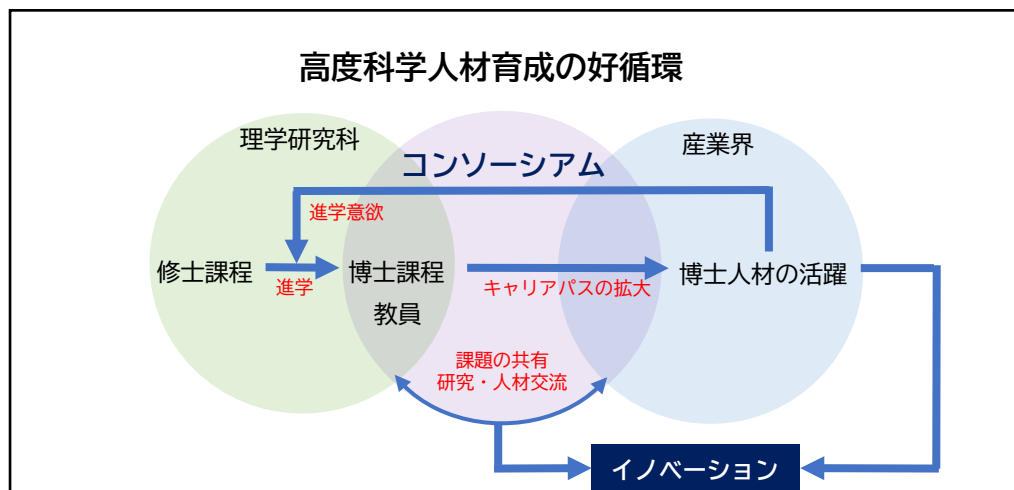 高度科学人材育成の好循環
理学研究科
コンソーシアム
産業界
進学意欲
修士課程
進学
博士課程
教員
キャリアパスの拡大
博士人材の活躍
課題の共有
研究・人材交流
イノベーション